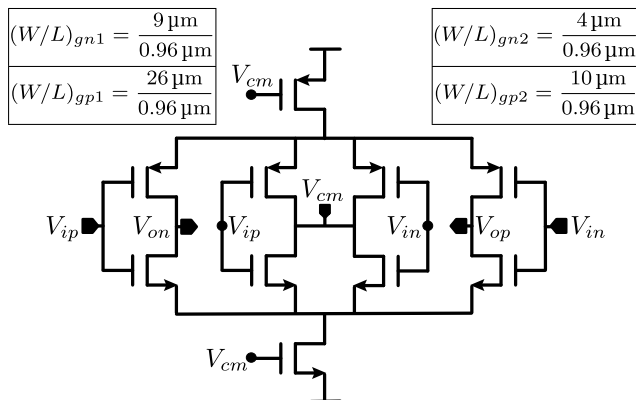 (W/L)gn1 = 9 µm / 0.96 µm
(W/L)gp1 = 26 µm / 0.96 µm
(W/L)gn2 = 4 µm / 0.96 µm
(W/L)gp2 = 10 µm / 0.96 µm
Vcm
Vcm
Vip Von Vip Vin Vop Vin
Vcm